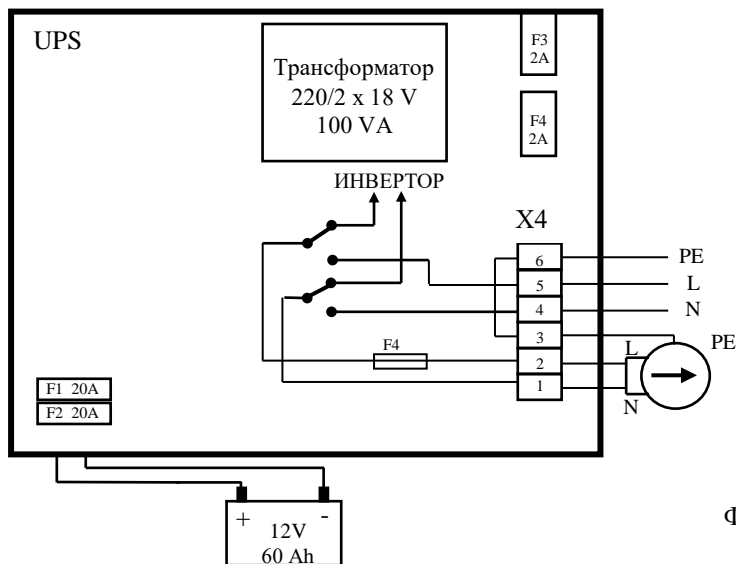 UPS
Трансформатор
220/2 x 18 V
100 VA
F3
2A
F4
2A
ИНВЕРТОР
X4
6
PE
5
L
4
N
3
PE
L
F4
2
1
N
F1 20A
F2 20A
+ -
12V
60 Ah
Ф